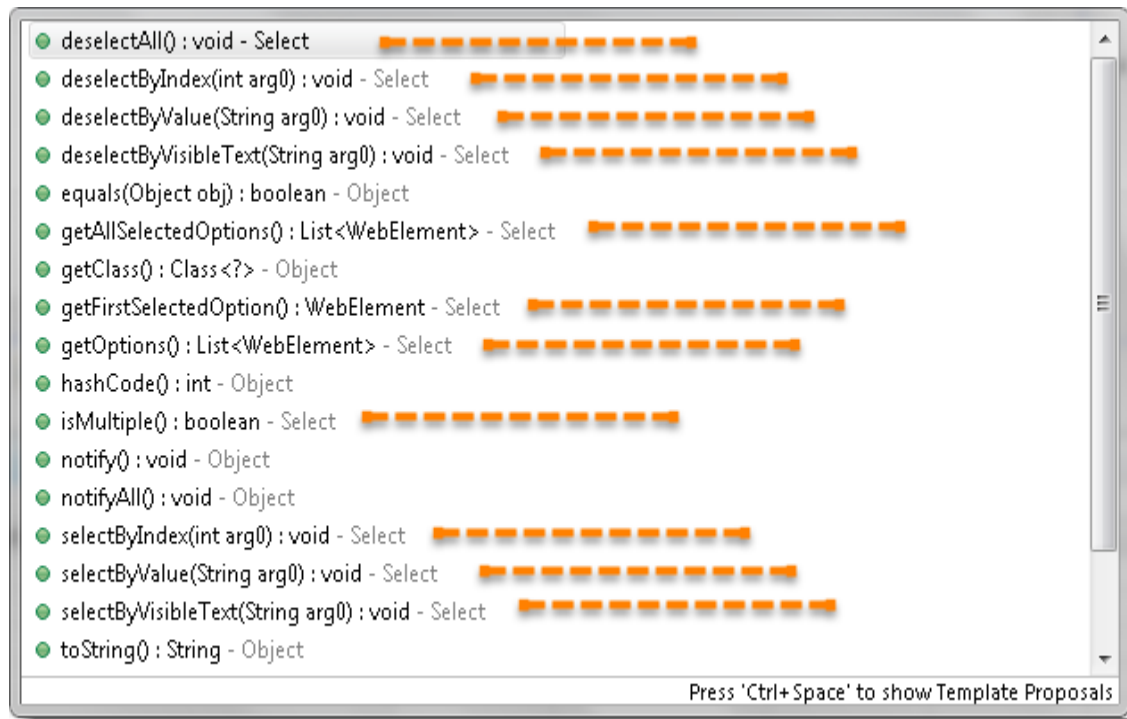 deselectAll() : void - Select
deselectByIndex(int arg0) : void - Select
deselectByValue(String arg0) : void - Select
deselectByVisibleText(String arg0) : void - Select
equals(Object obj) : boolean - Object
getAllSelectedOptions() : List<WebElement> - Select
getClass() : Class<?> - Object
getFirstSelectedOption() : WebElement - Select
getOptions() : List<WebElement> - Select
hashCode() : int - Object
isMultiple() : boolean - Select
notify() : void - Object
notifyAll() : void - Object
selectByIndex(int arg0) : void - Select
selectByValue(String arg0) : void - Select
selectByVisibleText(String arg0) : void - Select
toString() : String - Object
Press 'Ctrl+Space' to show Template Proposals